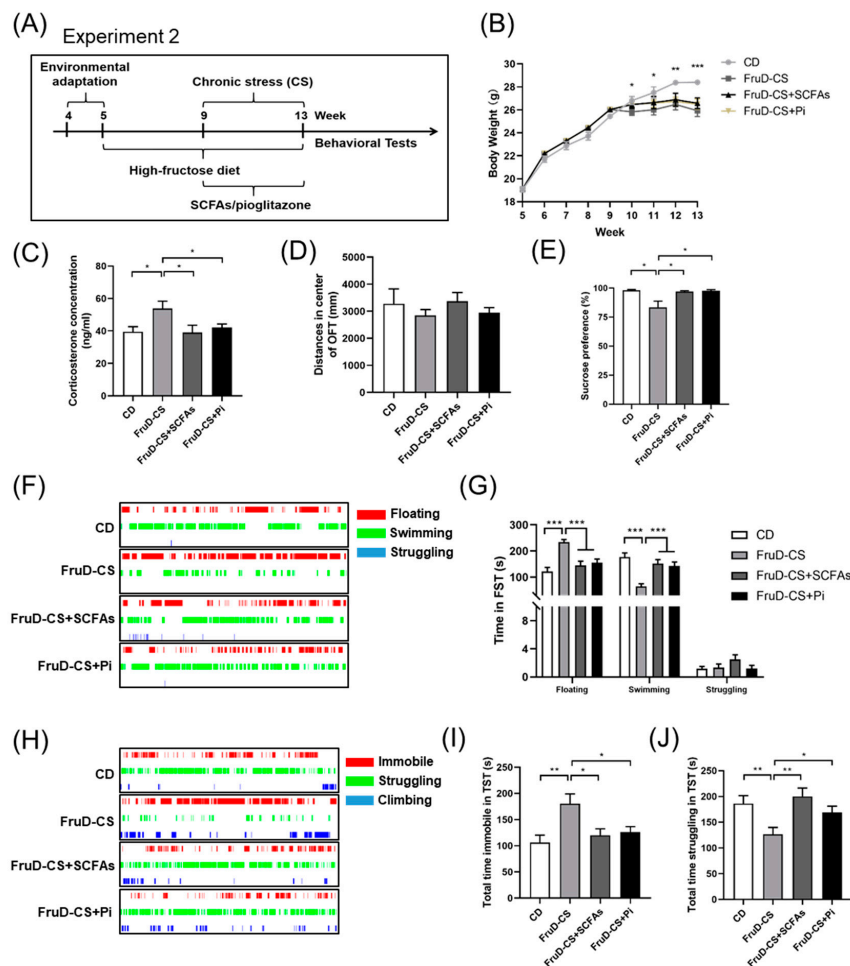 (A)
Experiment 2
Environmental
adaptation
Chronic stress (CS)
4
5
9
13
Week
Behavioral Tests
High-fructose diet
SCFAs/pioglitazone
(B)
Body Weight (g)
30
28
26
24
22
20
18
5 6 7 8 9 10 11 12 13
Week
* * ** ***
CD
FruD-CS
FruD-CS+SCFAs
FruD-CS+Pi
(C)
Corticosterone concentration
(ng/ml)
80
60
40
20
0
* * *
CD
FruD-CS
FruD-CS+SCFAs
FruD-CS+Pi
(D)
Distances in center
of OFT (mm)
6000
5000
4000
3000
2000
1000
0
CD
FruD-CS
FruD-CS+SCFAs
FruD-CS+Pi
(E)
Sucrose preference (%)
100
75
50
25
0
* * *
CD
FruD-CS
FruD-CS+SCFAs
FruD-CS+Pi
(F)
CD
FruD-CS
FruD-CS+SCFAs
FruD-CS+Pi
Floating
Swimming
Struggling
(G)
Time in FST (s)
300
200
100
8
4
0
*** *** *** ***
Floating
Swimming
Struggling
CD
FruD-CS
FruD-CS+SCFAs
FruD-CS+Pi
(H)
CD
FruD-CS
FruD-CS+SCFAs
FruD-CS+Pi
Immobile
Struggling
Climbing
(I)
Total time immobile in TST (s)
250
200
150
100
50
0
** * *
CD
FruD-CS
FruD-CS+SCFAs
FruD-CS+Pi
(J)
Total time struggling in TST (s)
250
200
150
100
50
0
** ** *
CD
FruD-CS
FruD-CS+SCFAs
FruD-CS+Pi